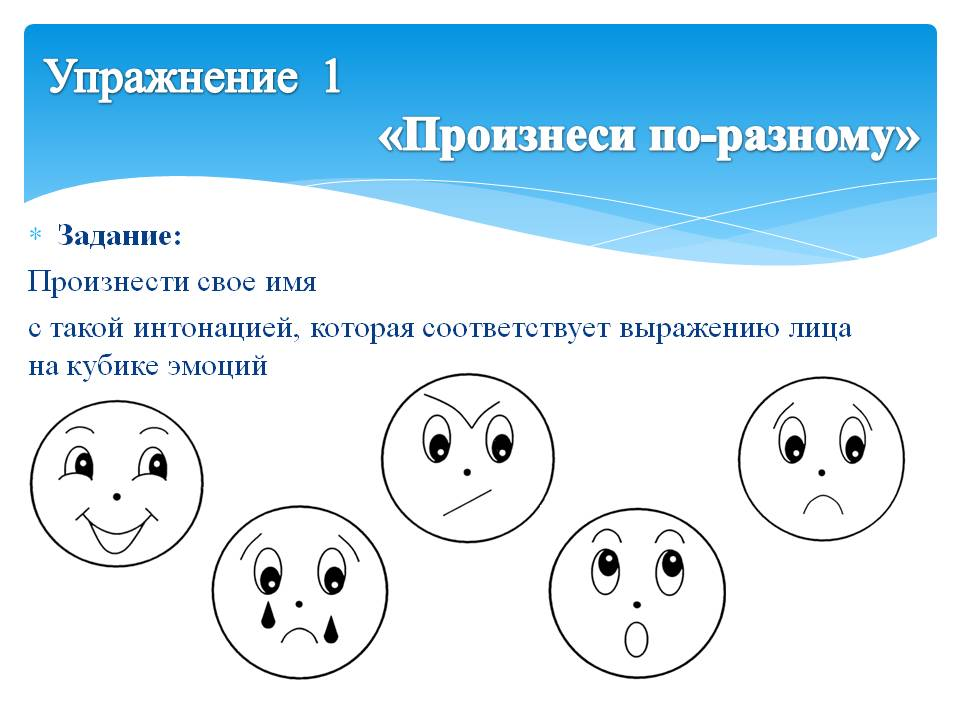 Упражнение 1
«Произнеси по-разному»
* Задание:
Произнести свое имя
с такой интонацией, которая соответствует выражению лица
на кубике эмоций